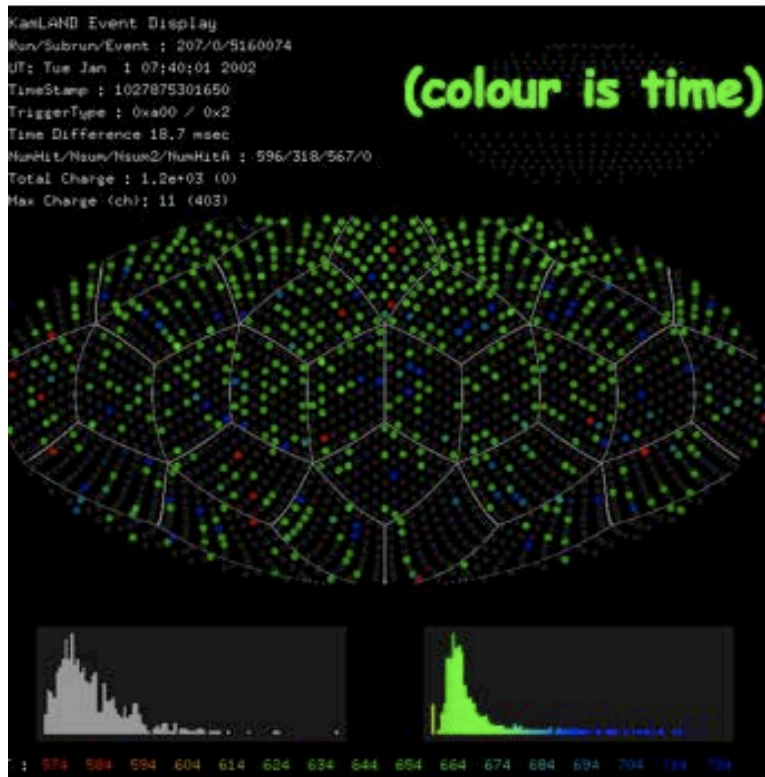 KamLAND Event Display
Run/Subrun/Event : 207/0/5160074
UT: Tue Jan 1 07:40:01 2002
(colour is time)
TimeStamp : 1027875301650
TriggerType : 0xa00 / 0x2
Time Difference 18.7 msec
NumHit/Nsum/Nsum2/NumHitA : 596/318/567/0
Total Charge : 1.2e+03 (0)
Max Charge (ch): 11 (403)
: 574 584 594 604 614 624 634 644 654 664 674 684 694 704